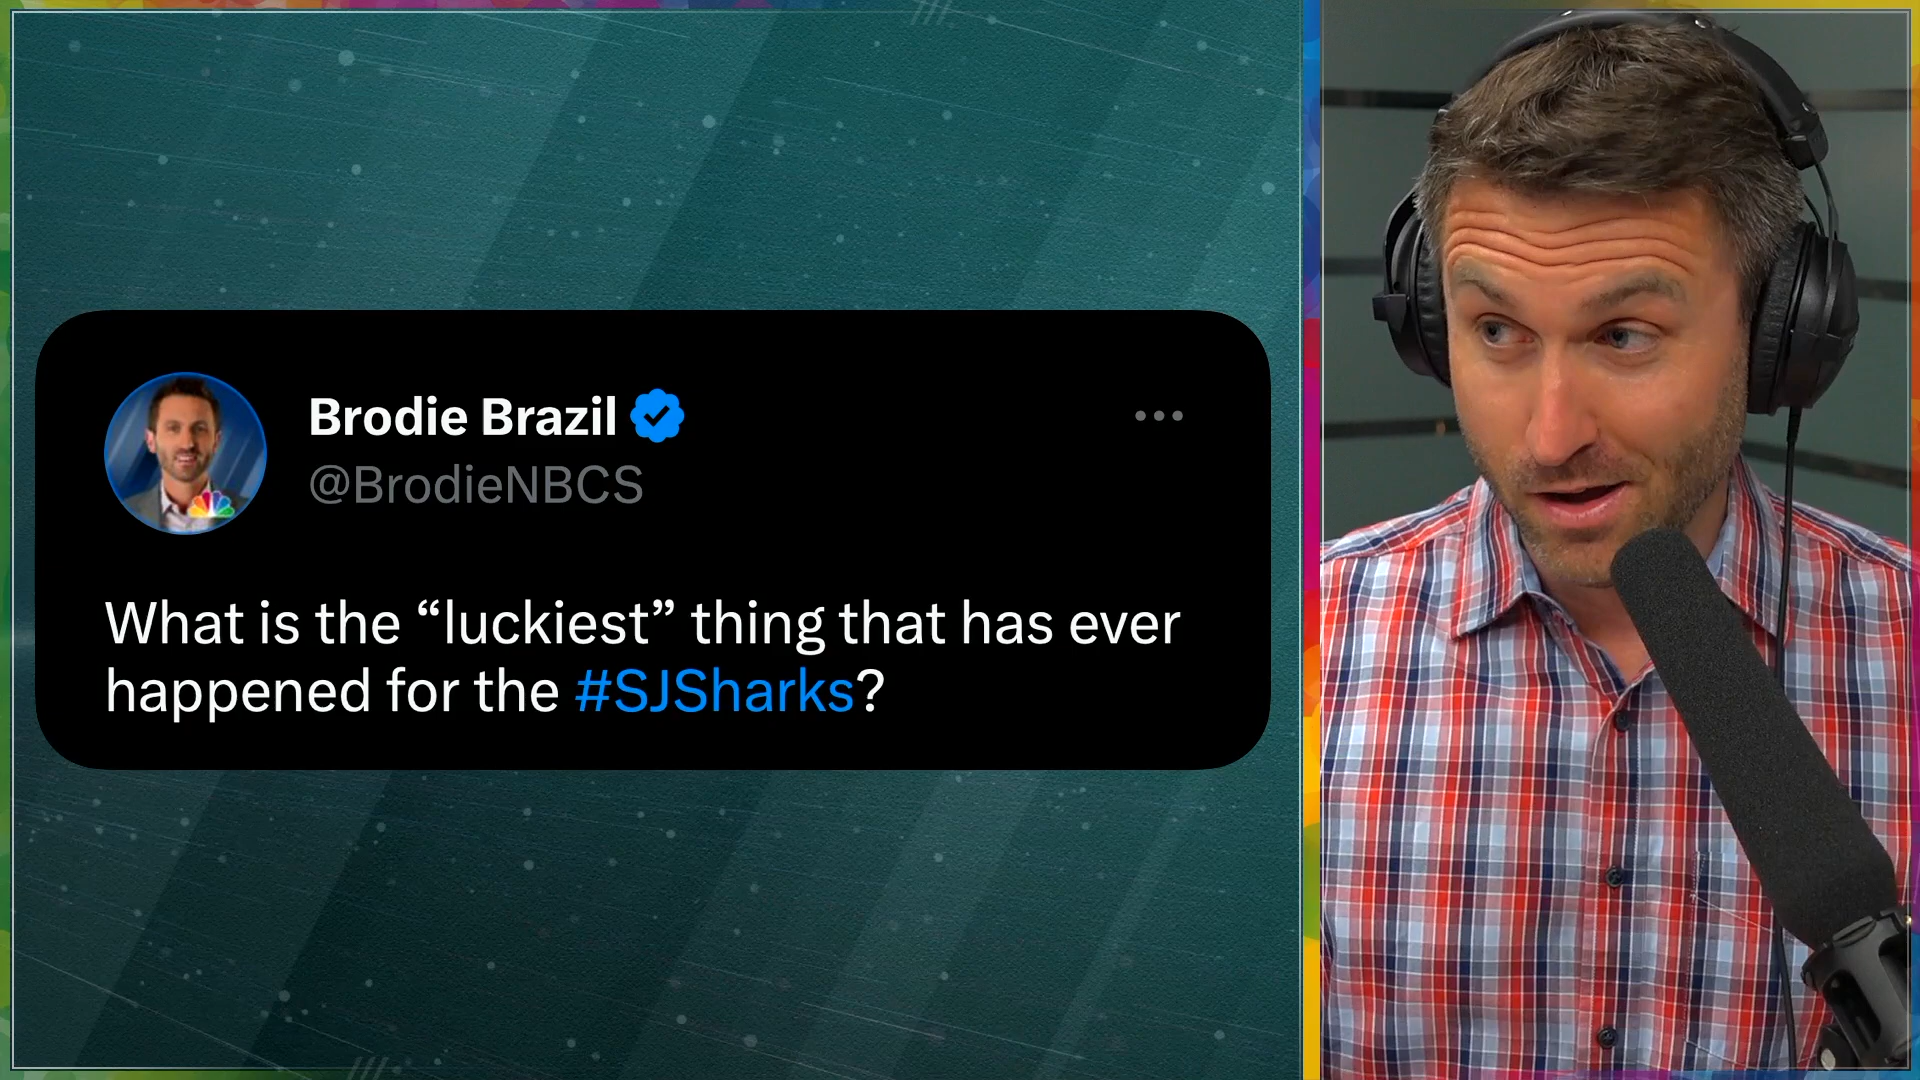 Brodie Brazil
@BrodieNBCS
What is the “luckiest” thing that has ever
happened for the #SJSharks?